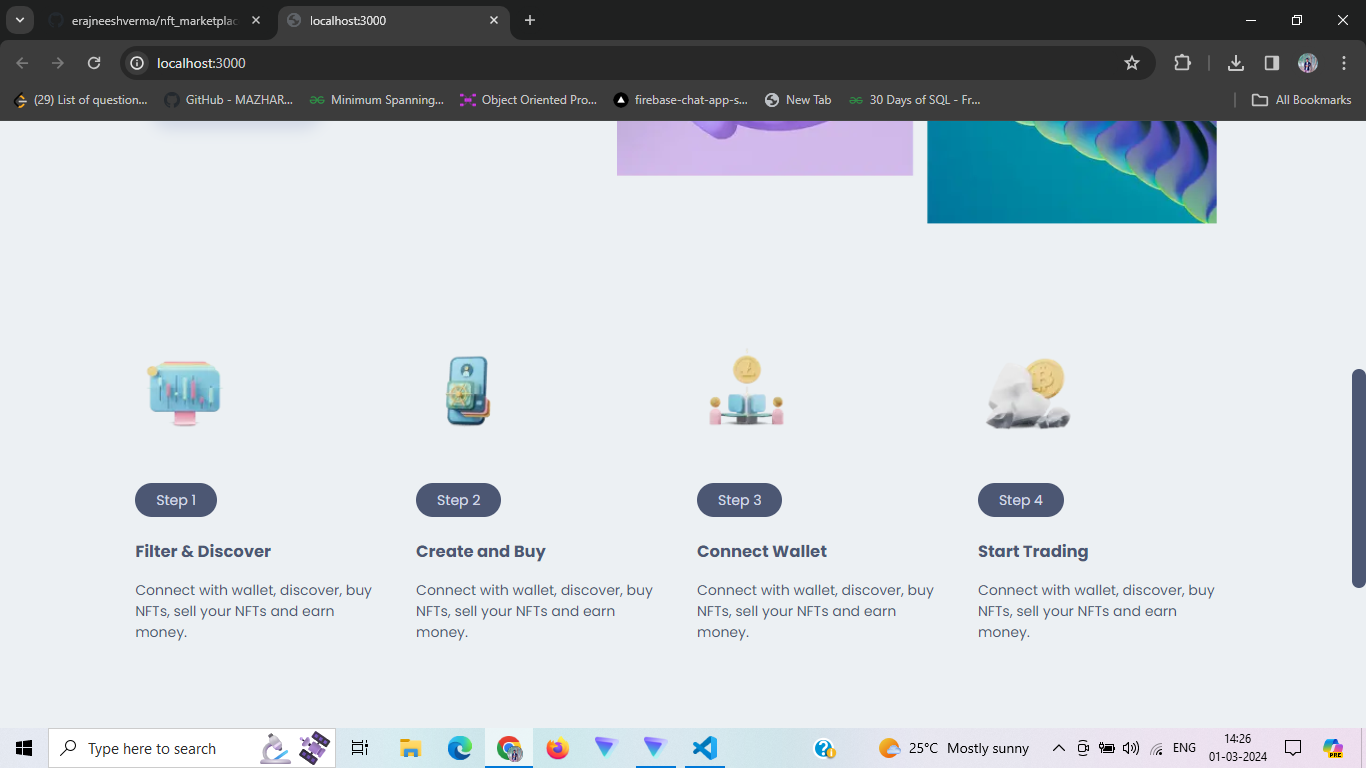 erajneeshverma/nft_marketplac
localhost:3000
localhost:3000
(29) List of question...
GitHub - MAZHAR...
Minimum Spanning...
Object Oriented Pro...
firebase-chat-app-s...
New Tab
30 Days of SQL - Fr...
All Bookmarks
Step 1
Step 2
Step 3
Step 4
Filter & Discover
Create and Buy
Connect Wallet
Start Trading
Connect with wallet, discover, buy
NFTs, sell your NFTs and earn
money.
Connect with wallet, discover, buy
NFTs, sell your NFTs and earn
money.
Connect with wallet, discover, buy
NFTs, sell your NFTs and earn
money.
Connect with wallet, discover, buy
NFTs, sell your NFTs and earn
money.
Type here to search
25°C Mostly sunny
ENG
14:26
01-03-2024
PRE